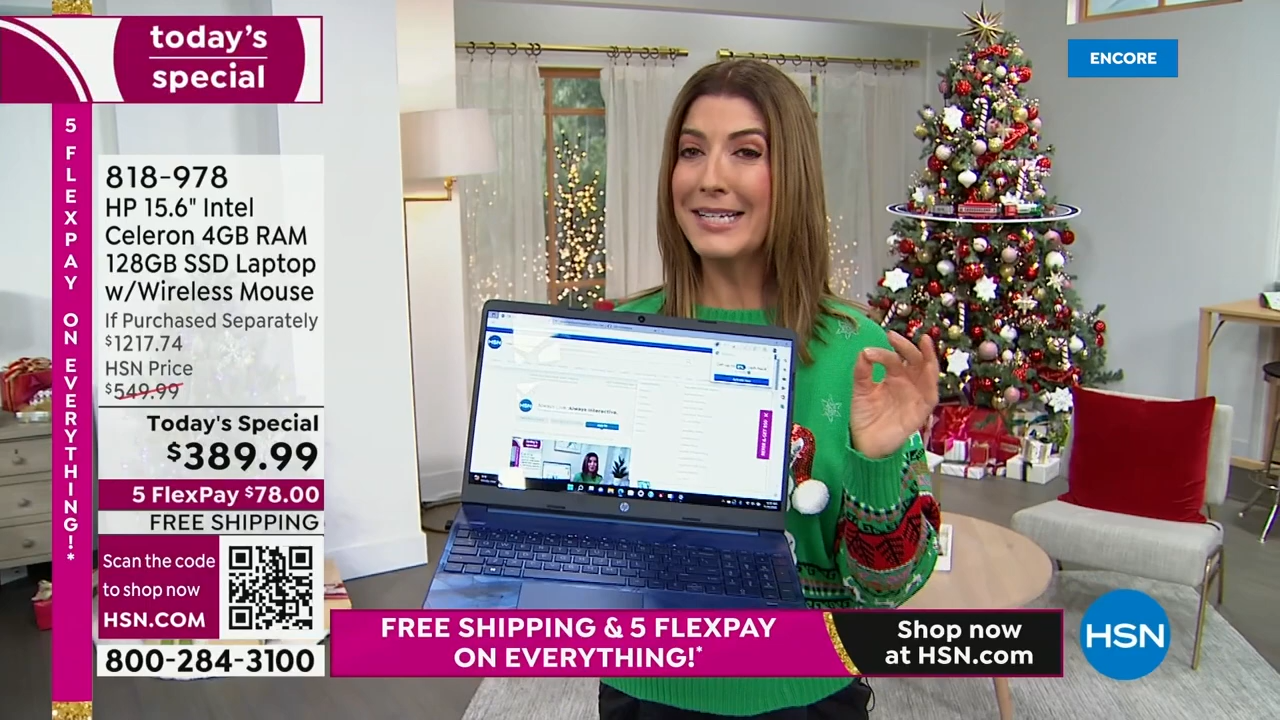 today's
special
ENCORE
5 FLEXPAY ON EVERYTHING!*
818-978
HP 15.6" Intel
Celeron 4GB RAM
128GB SSD Laptop
w/Wireless Mouse
If Purchased Separately
$1217.74
HSN Price
$549.99
Today's Special
$389.99
5 FlexPay $78.00
FREE SHIPPING
Scan the code
to shop now
HSN.COM
800-284-3100
HSN
HSN
hp
FREE SHIPPING & 5 FLEXPAY
ON EVERYTHING!*
Shop now
at HSN.com
HSN